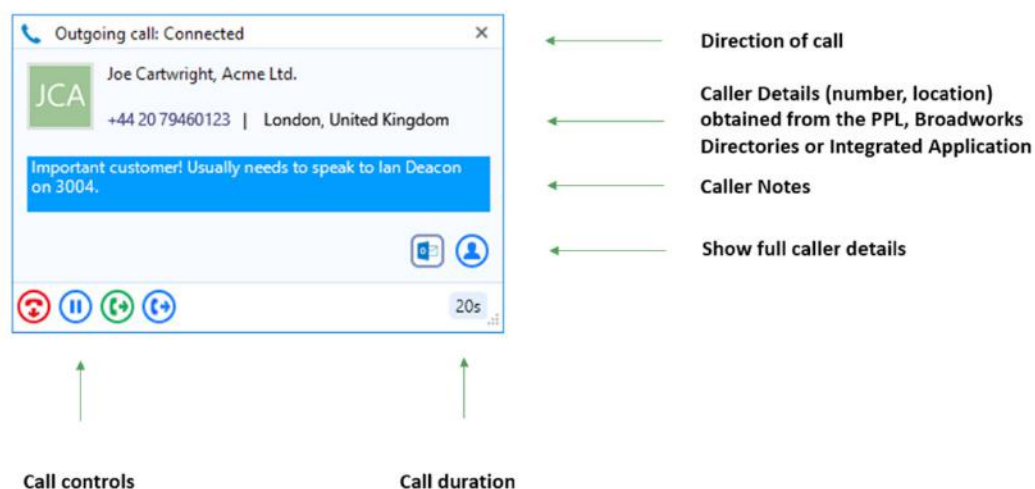 Outgoing call: Connected
Direction of call
Joe Cartwright, Acme Ltd.
JCA
+44 20 79460123 | London, United Kingdom
Caller Details (number, location)
obtained from the PPL, Broadworks
Directories or Integrated Application
Important customer! Usually needs to speak to Ian Deacon
on 3004.
Caller Notes
Show full caller details
20s
Call controls
Call duration